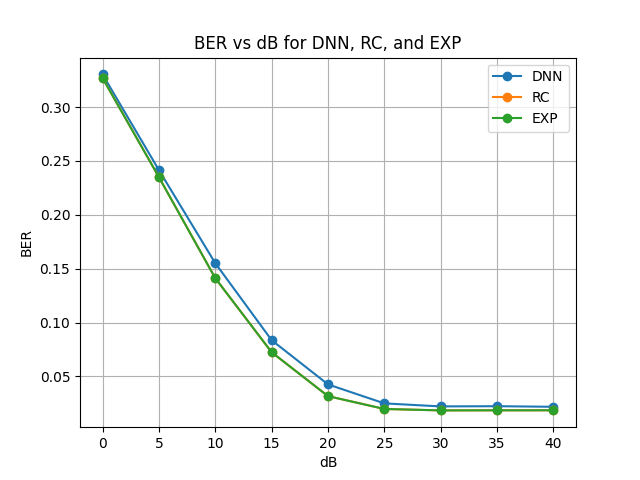 BER vs dB for DNN, RC, and EXP
DNN
RC
EXP
BER
0.30
0.25
0.20
0.15
0.10
0.05
0 5 10 15 20 25 30 35 40
dB